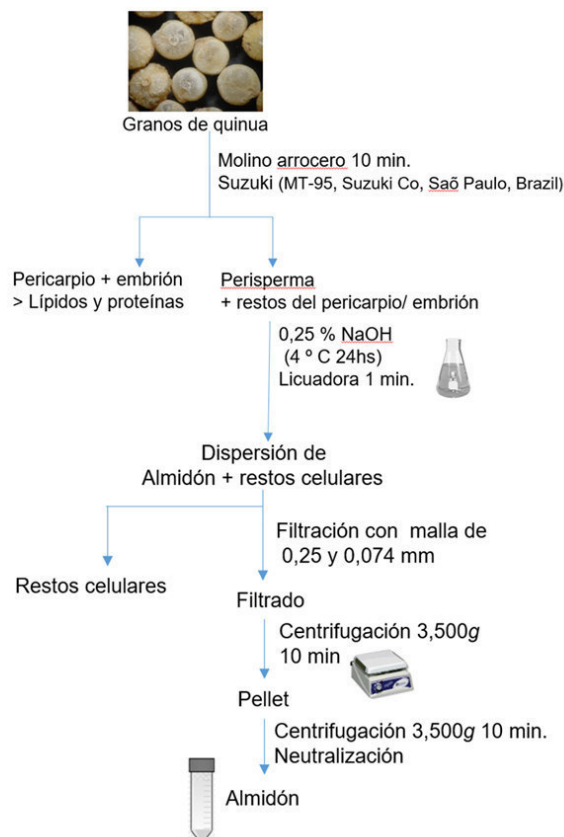 Granos de quinua
Molino arrocero 10 min.
Suzuki (MT-95, Suzuki Co, Saõ Paulo, Brazil)
Pericarpio + embrión
> Lípidos y proteínas
Perisperma
+ restos del pericarpio/ embrión
0,25 % NaOH
(4 º C 24hs)
Licuadora 1 min.
Dispersión de
Almidón + restos celulares
Filtración con malla de
0,25 y 0,074 mm
Restos celulares
Filtrado
Centrifugación 3,500g
10 min
Pellet
Centrifugación 3,500g 10 min.
Neutralización
Almidón